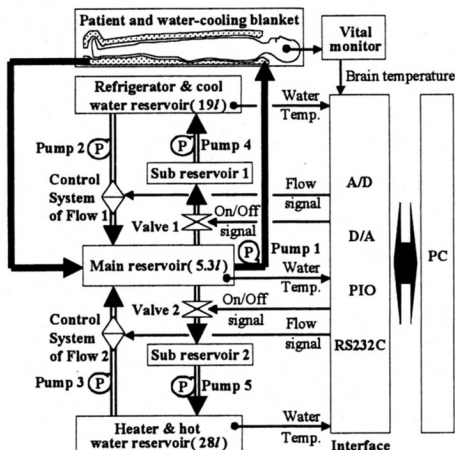 Patient and water-cooling blanket
Vital
monitor
Brain temperature
Refrigerator & cool
water reservoir(19l)
Water
Temp.
Pump 2
P
P
Pump 4
Control
System
of Flow 1
Sub reservoir 1
Flow
signal
A/D
Valve 1
On/Off
signal
D/A
P
Pump 1
PC
Main reservoir(5.3l)
Water
Temp.
PIO
Valve 2
On/Off
signal
Control
System
of Flow 2
Flow
signal
RS232C
Sub reservoir 2
Pump 3
P
P
Pump 5
Heater & hot
water reservoir(28l)
Water
Temp.
Interface